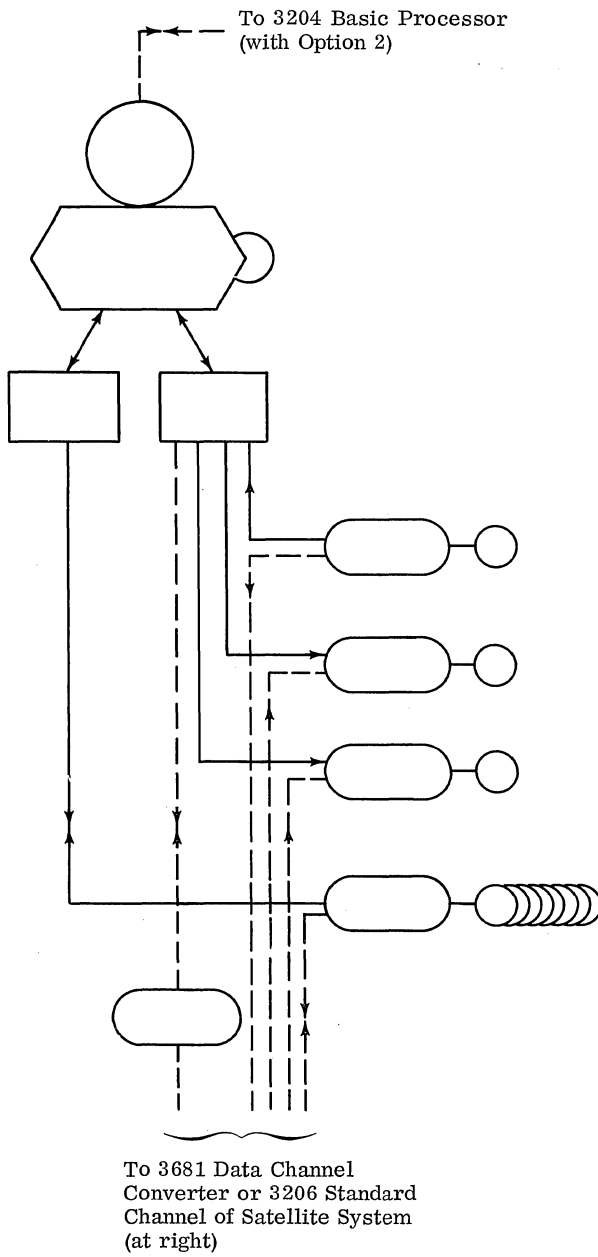 To 3204 Basic Processor
(with Option 2)
To 3681 Data Channel
Converter or 3206 Standard
Channel of Satellite System
(at right)